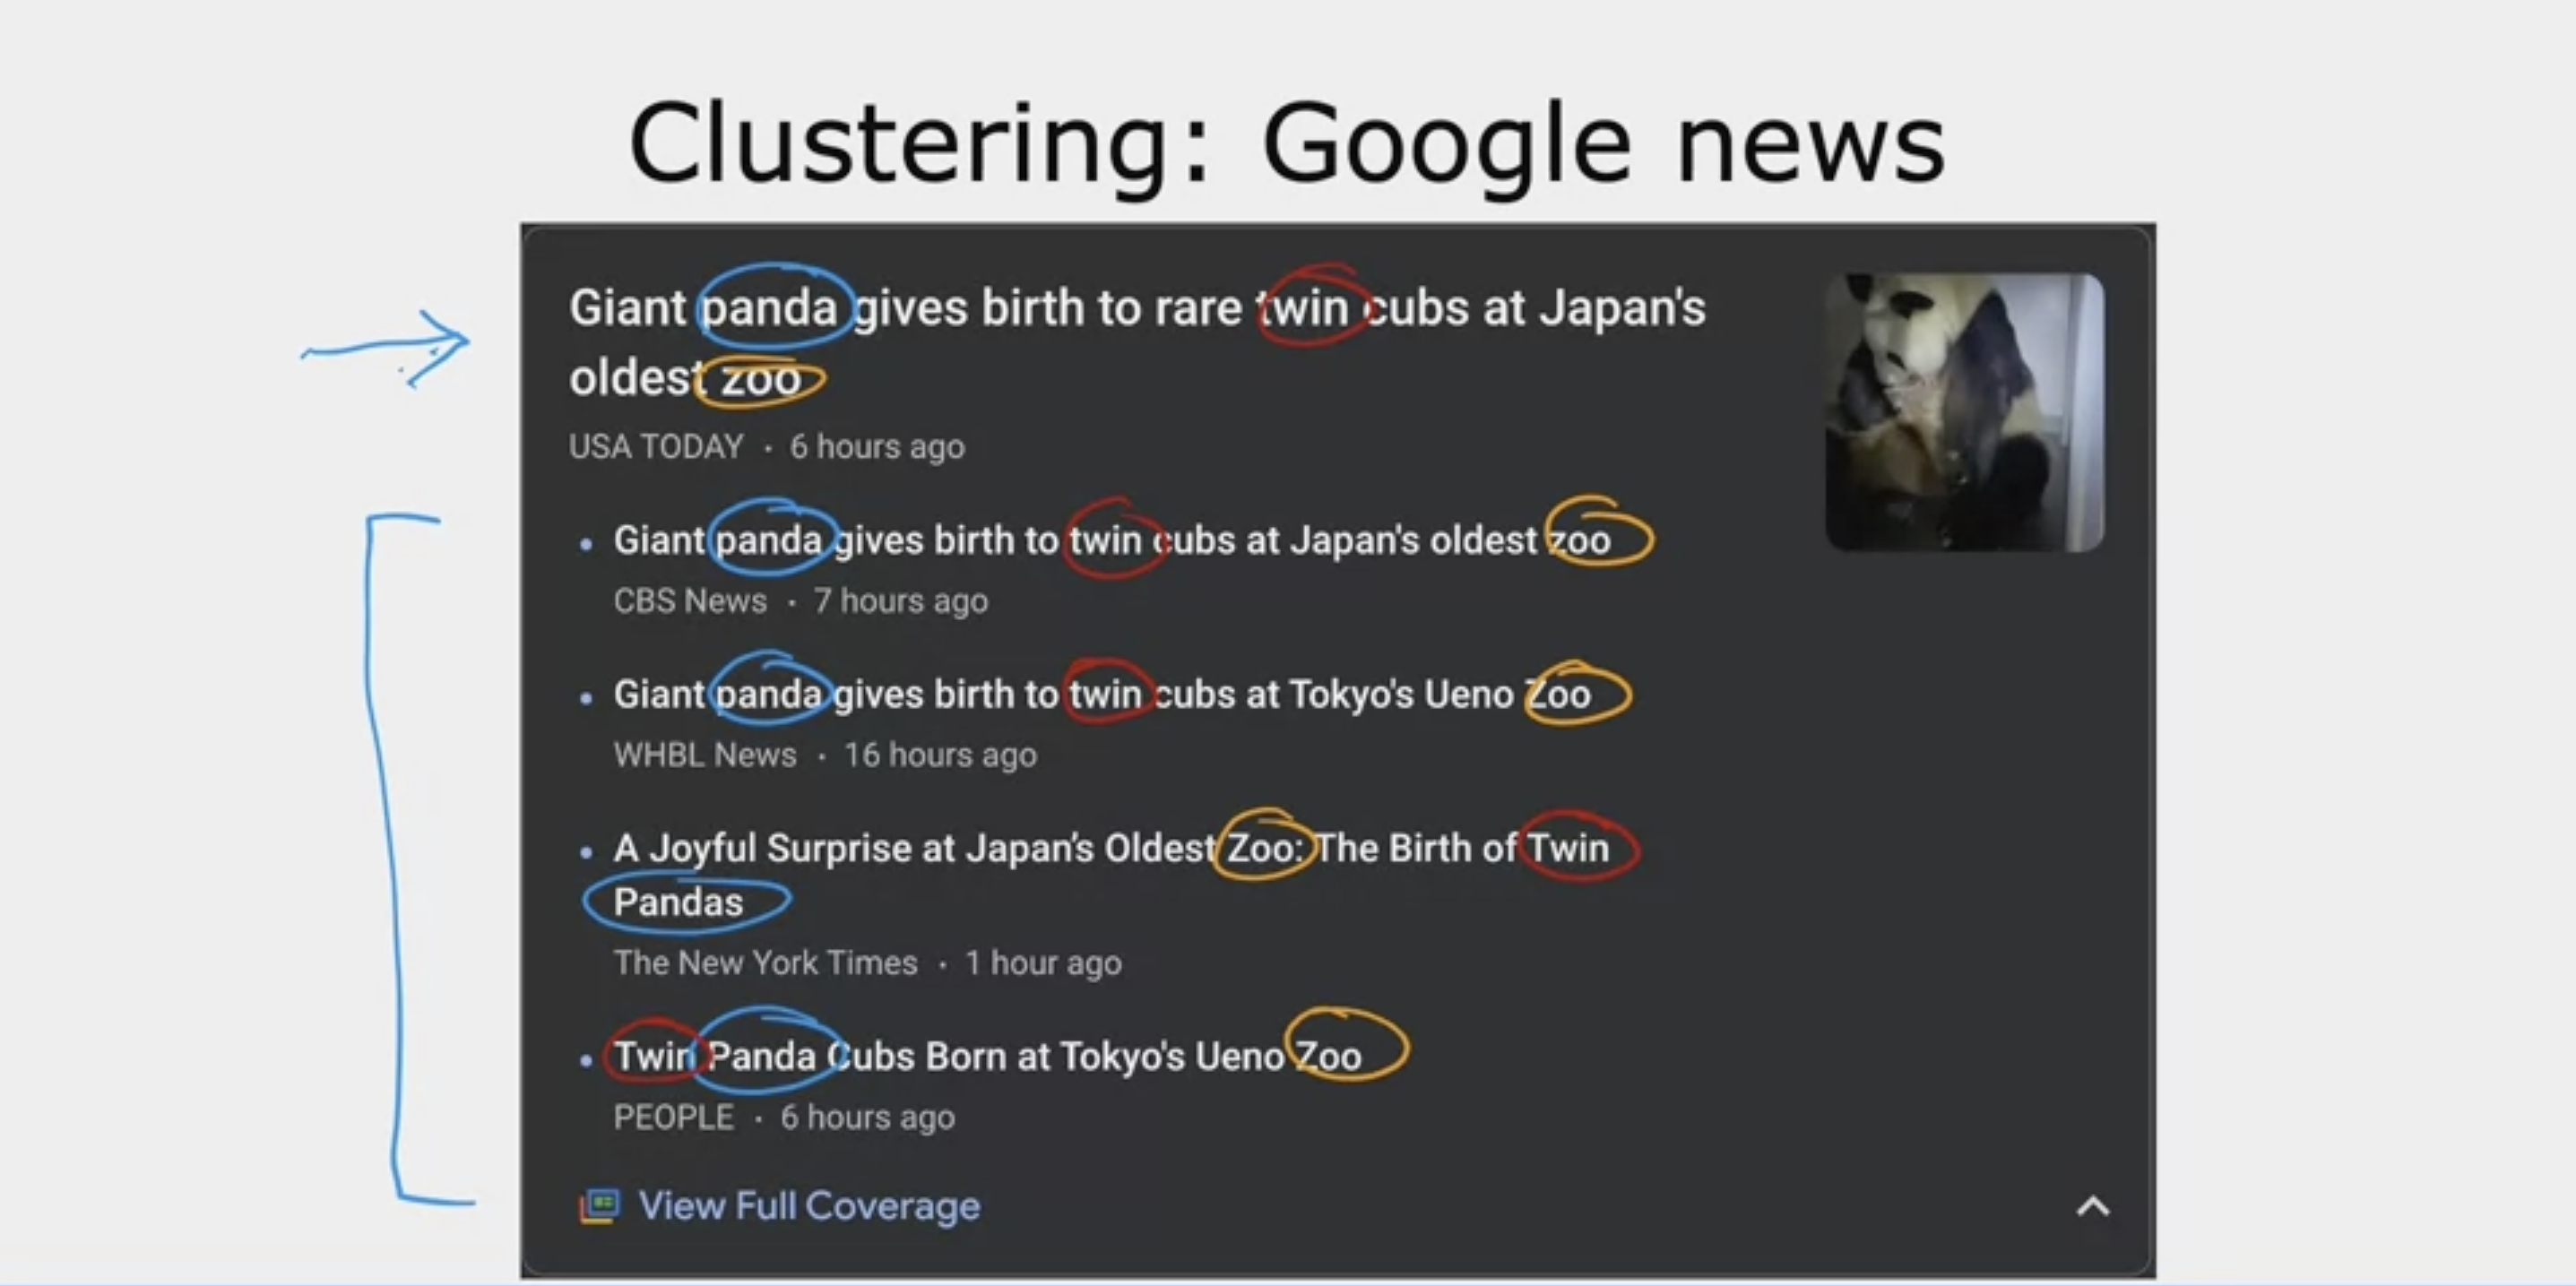 Clustering: Google news
Giant panda gives birth to rare twin cubs at Japan's
oldest zoo
USA TODAY · 6 hours ago
• Giant panda gives birth to twin cubs at Japan's oldest zoo
CBS News · 7 hours ago
• Giant panda gives birth to twin cubs at Tokyo's Ueno Zoo
WHBL News · 16 hours ago
• A Joyful Surprise at Japan’s Oldest Zoo: The Birth of Twin
Pandas
The New York Times · 1 hour ago
• Twin Panda Cubs Born at Tokyo's Ueno Zoo
PEOPLE · 6 hours ago
View Full Coverage